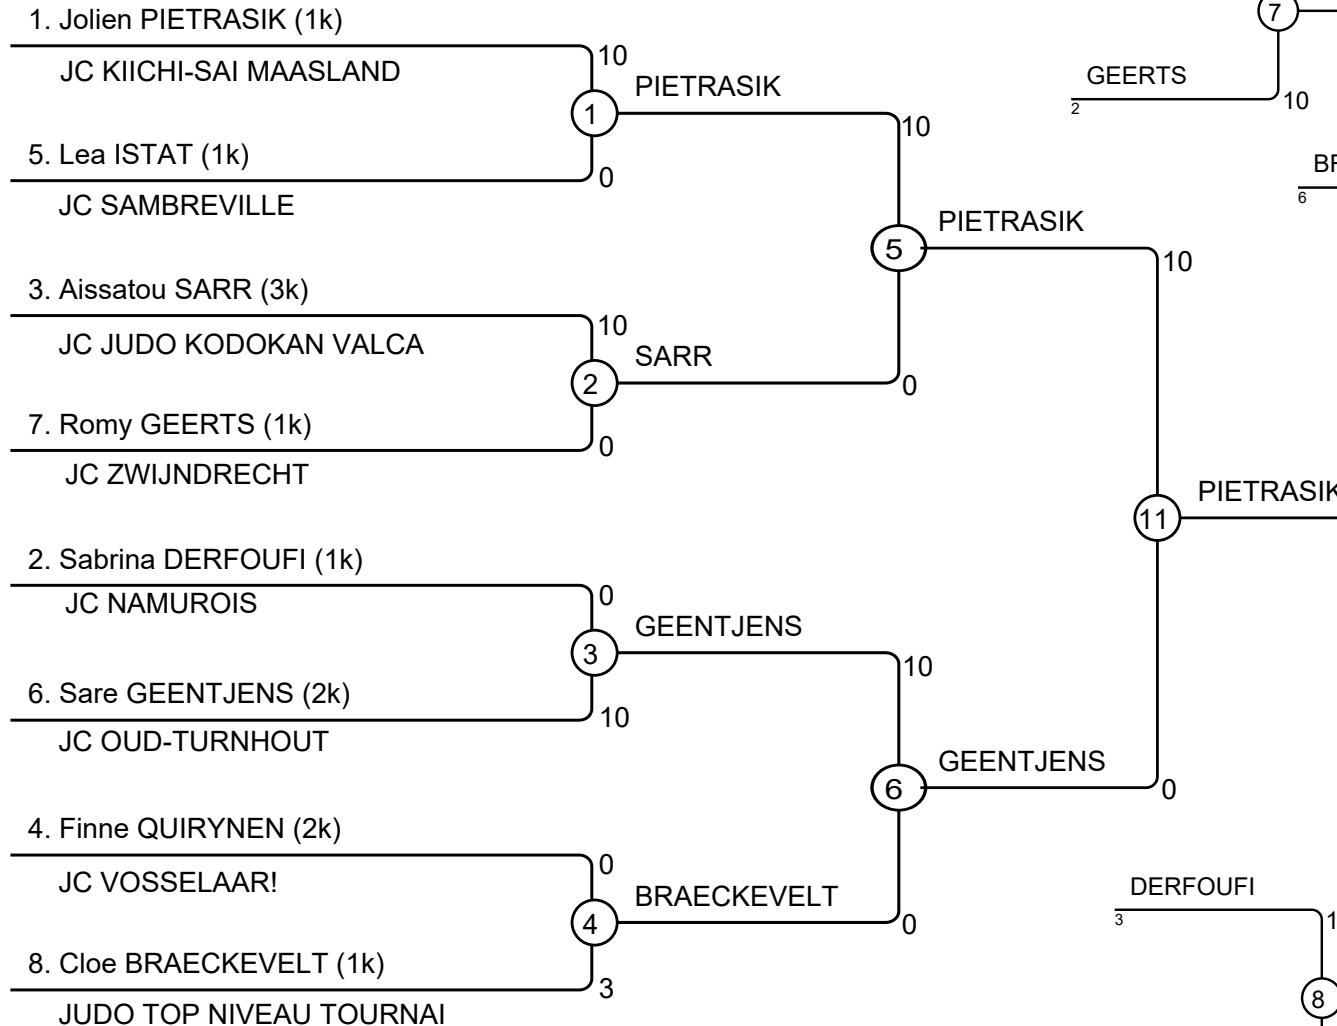 1. Jolien PIETRASIK (1k)
JC KIICHI-SAI MAASLAND
10
1
PIETRASIK
5. Lea ISTAT (1k)
0
JC SAMBREVILLE
10
5
PIETRASIK
3. Aissatou SARR (3k)
10
JC JUDO KODOKAN VALCA
2
SARR
0
7. Romy GEERTS (1k)
0
JC ZWIJNDRECHT
10
11
PIETRASIK
2. Sabrina DERFOUFI (1k)
0
JC NAMUROIS
3
GEENTJENS
6. Sare GEENTJENS (2k)
10
JC OUD-TURNHOUT
10
6
GEENTJENS
0
4. Finne QUIRYNEN (2k)
0
JC VOSSELAAR!
4
BRAECKEVELT
0
8. Cloe BRAECKEVELT (1k)
3
JUDO TOP NIVEAU TOURNAI
7
GEERTS
2
10
6
DERFOUFI
3
8